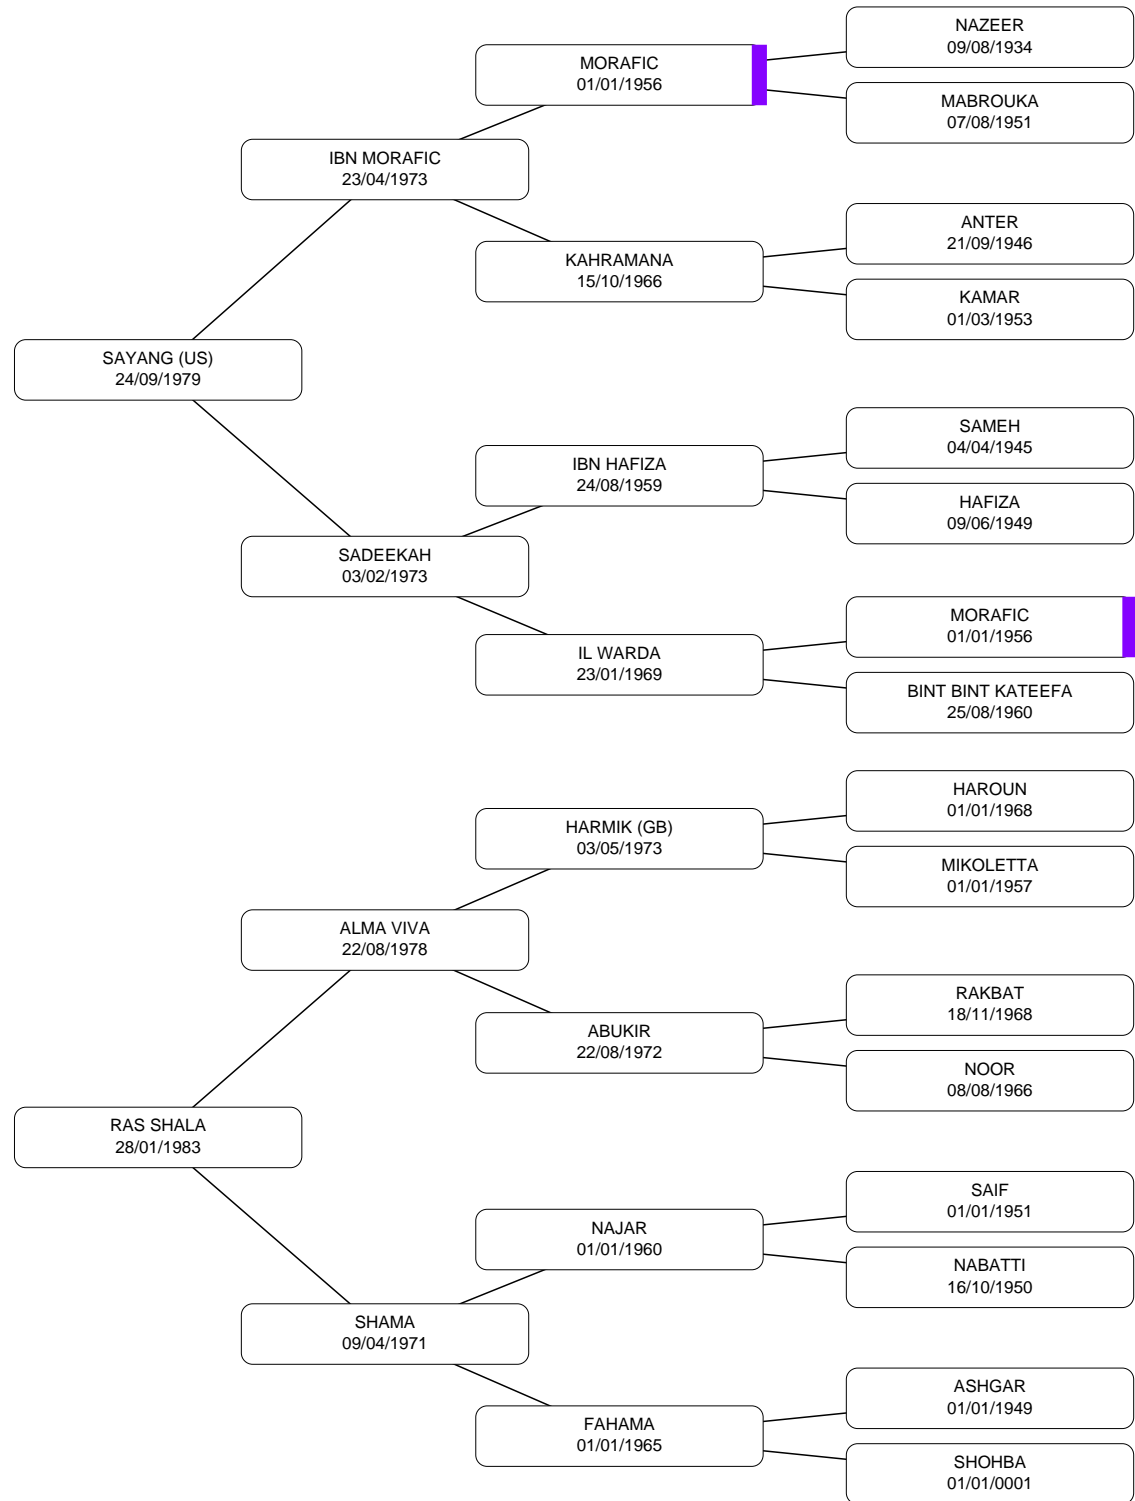 NAZEER
09/08/1934
MORAFIC
01/01/1956
MABROUKA
07/08/1951
IBN MORAFIC
23/04/1973
ANTER
21/09/1946
KAHRAMANA
15/10/1966
KAMAR
01/03/1953
SAYANG (US)
24/09/1979
SAMEH
04/04/1945
IBN HAFIZA
24/08/1959
HAFIZA
09/06/1949
SADEEKAH
03/02/1973
MORAFIC
01/01/1956
IL WARDA
23/01/1969
BINT BINT KATEEFA
25/08/1960
HAROUN
01/01/1968
HARMIK (GB)
03/05/1973
MIKOLETTA
01/01/1957
ALMA VIVA
22/08/1978
RAKBAT
18/11/1968
ABUKIR
22/08/1972
NOOR
08/08/1966
RAS SHALA
28/01/1983
SAIF
01/01/1951
NAJAR
01/01/1960
NABATTI
16/10/1950
SHAMA
09/04/1971
ASHGAR
01/01/1949
FAHAMA
01/01/1965
SHOHBA
01/01/0001